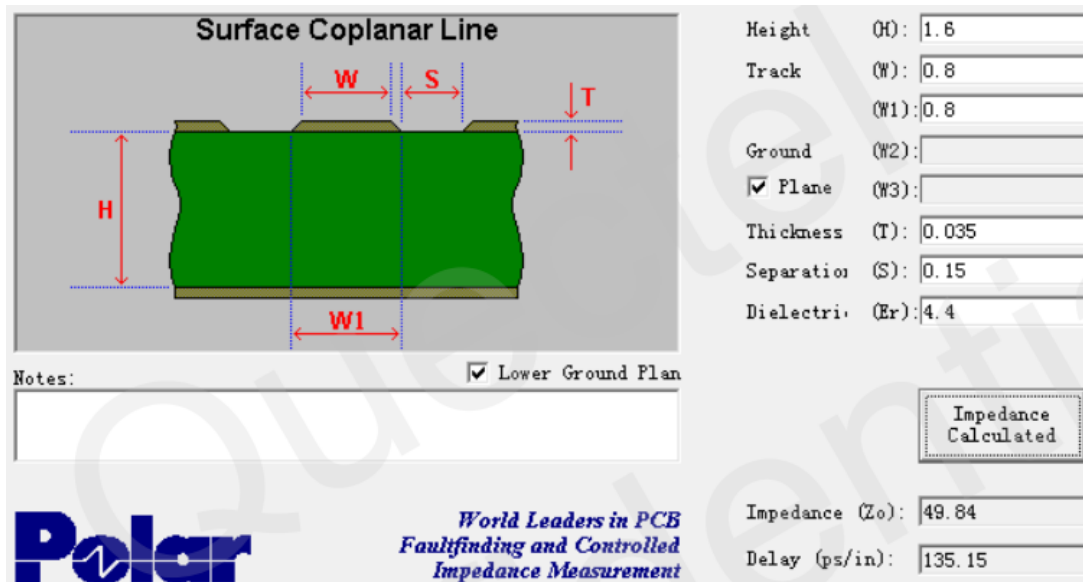 Surface Coplanar Line
W
S
T
H
W1
Height (H): 1.6
Track (W): 0.8
(W1): 0.8
Ground (W2):
Plane (W3):
Thickness (T): 0.035
Separatio (S): 0.15
Dielectri (Er): 4.4
Notes:
Lower Ground Plan
Impedance
Calculated
Polar
World Leaders in PCB
Faultfinding and Controlled
Impedance Measurement
Impedance (Zo): 49.84
Delay (ps/in): 135.15
Quectel